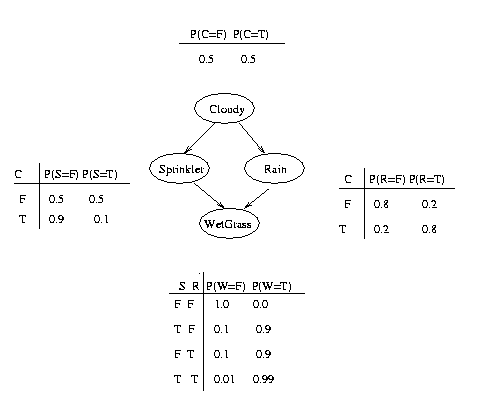 P(C=F) P(C=T)
0.5 0.5
Cloudy
Sprinkler Rain
WetGrass
C P(S=F) P(S=T)
F 0.5 0.5
T 0.9 0.1
C P(R=F) P(R=T)
F 0.8 0.2
T 0.2 0.8
S R P(W=F) P(W=T)
F F 1.0 0.0
T F 0.1 0.9
F T 0.1 0.9
T T 0.01 0.99